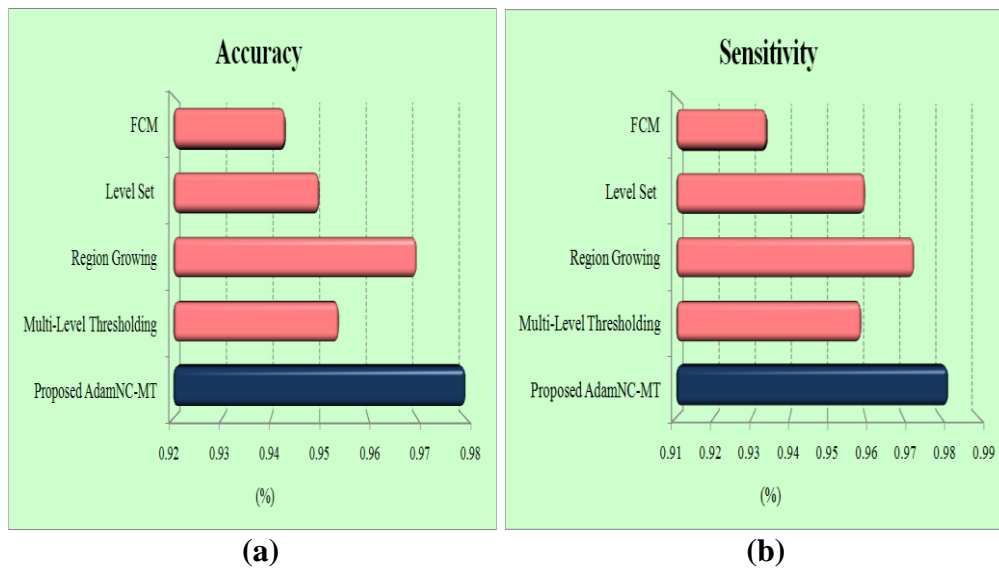 Accuracy
FCM
Level Set
Region Growing
Multi-Level Thresholding
Proposed AdamNC-MT
0.92 0.93 0.94 0.95 0.96 0.97 0.98
(%)
(a)
Sensitivity
FCM
Level Set
Region Growing
Multi-Level Thresholding
Proposed AdamNC-MT
0.91 0.92 0.93 0.94 0.95 0.96 0.97 0.98 0.99
(%)
(b)